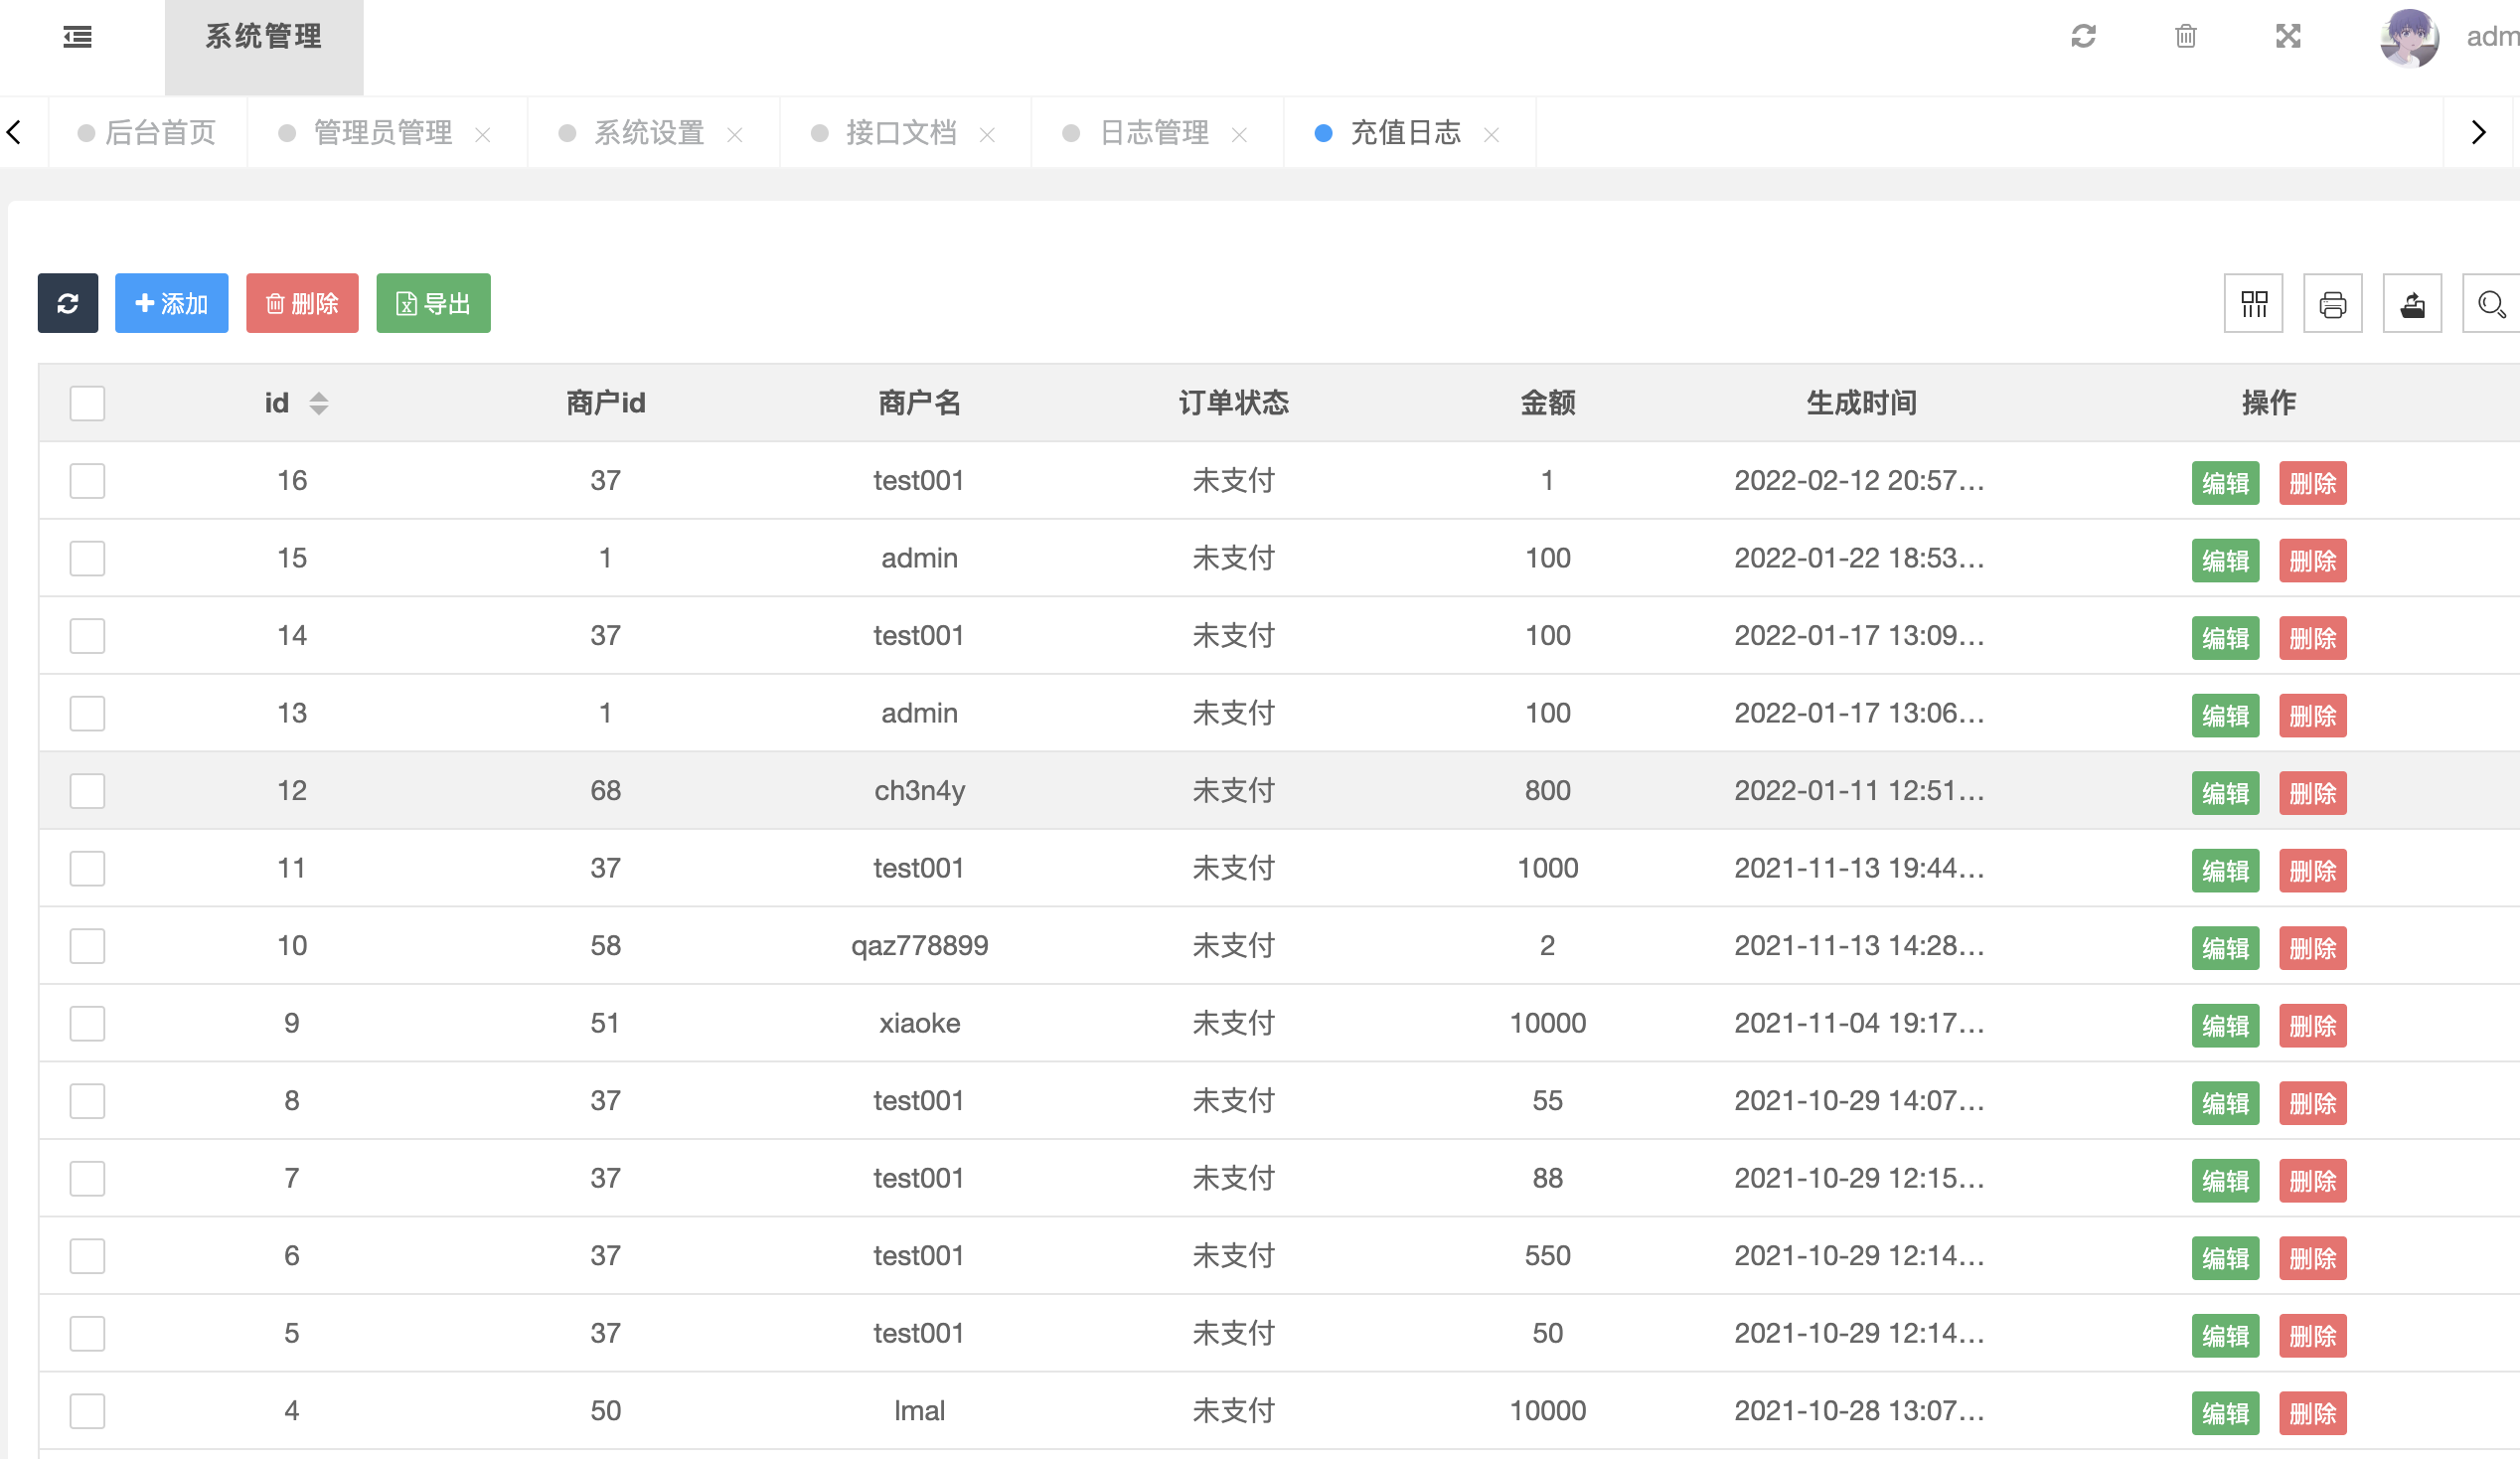 系统管理 adm
后台首页 管理员管理 系统设置 接口文档 日志管理 充值日志
添加 删除 导出
id 商户id 商户名 订单状态 金额 生成时间 操作
16 37 test001 未支付 1 2022-02-12 20:57... 编辑 删除
15 1 admin 未支付 100 2022-01-22 18:53... 编辑 删除
14 37 test001 未支付 100 2022-01-17 13:09... 编辑 删除
13 1 admin 未支付 100 2022-01-17 13:06... 编辑 删除
12 68 ch3n4y 未支付 800 2022-01-11 12:51... 编辑 删除
11 37 test001 未支付 1000 2021-11-13 19:44... 编辑 删除
10 58 qaz778899 未支付 2 2021-11-13 14:28... 编辑 删除
9 51 xiaoke 未支付 10000 2021-11-04 19:17... 编辑 删除
8 37 test001 未支付 55 2021-10-29 14:07... 编辑 删除
7 37 test001 未支付 88 2021-10-29 12:15... 编辑 删除
6 37 test001 未支付 550 2021-10-29 12:14... 编辑 删除
5 37 test001 未支付 50 2021-10-29 12:14... 编辑 删除
4 50 lmal 未支付 10000 2021-10-28 13:07... 编辑 删除